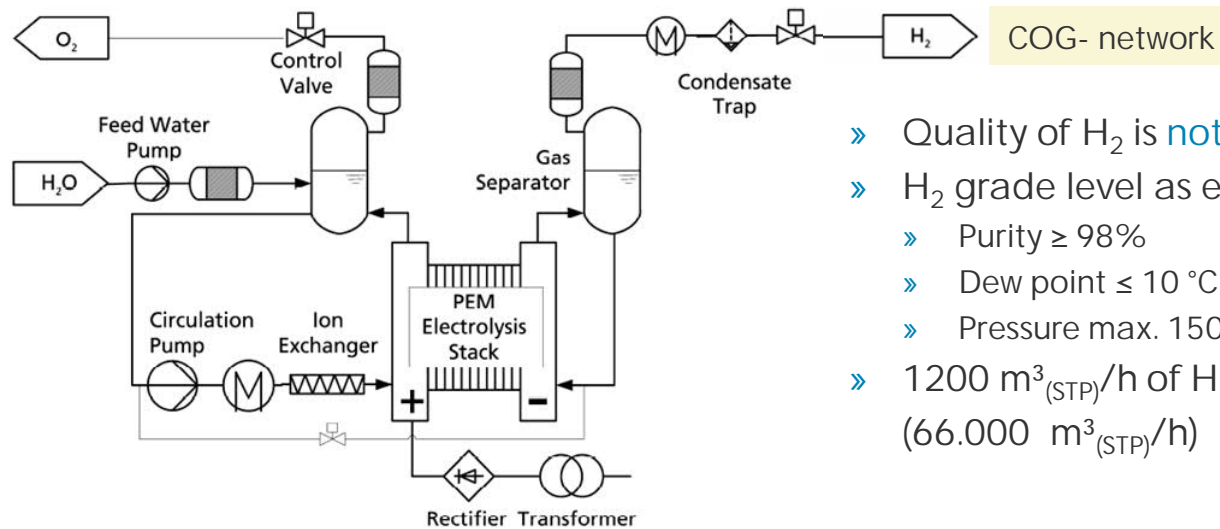 O₂
Control
Valve
Condensate
Trap
H₂
COG- network
Feed Water
Pump
H₂O
Gas
Separator
PEM
Electrolysis
Stack
Circulation
Pump
Ion
Exchanger
M
M
+
-
Rectifier Transformer
» Quality of H₂ is not
» H₂ grade level as e
» Purity ≥ 98%
» Dew point ≤ 10 °C
» Pressure max. 150
» 1200 m³(STP)/h of H
(66.000 m³(STP)/h)